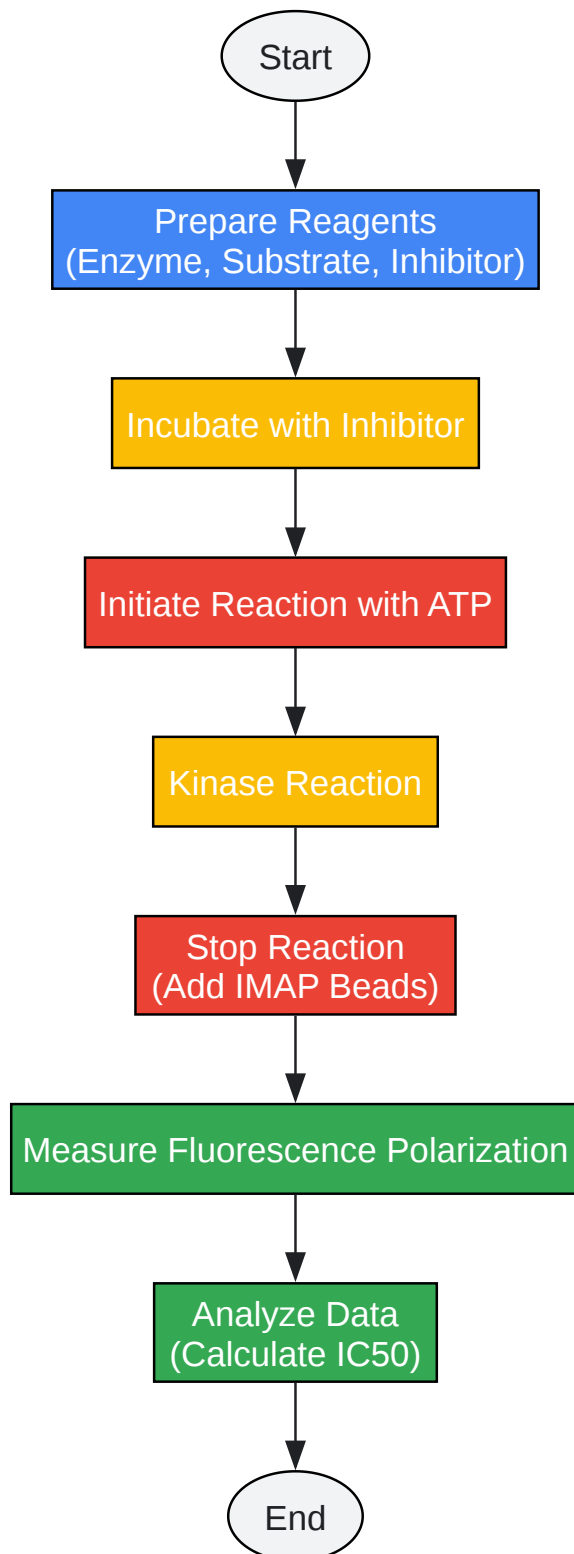 Start
Prepare Reagents
(Enzyme, Substrate, Inhibitor)
Incubate with Inhibitor
Initiate Reaction with ATP
Kinase Reaction
Stop Reaction
(Add IMAP Beads)
Measure Fluorescence Polarization
Analyze Data
(Calculate IC50)
End